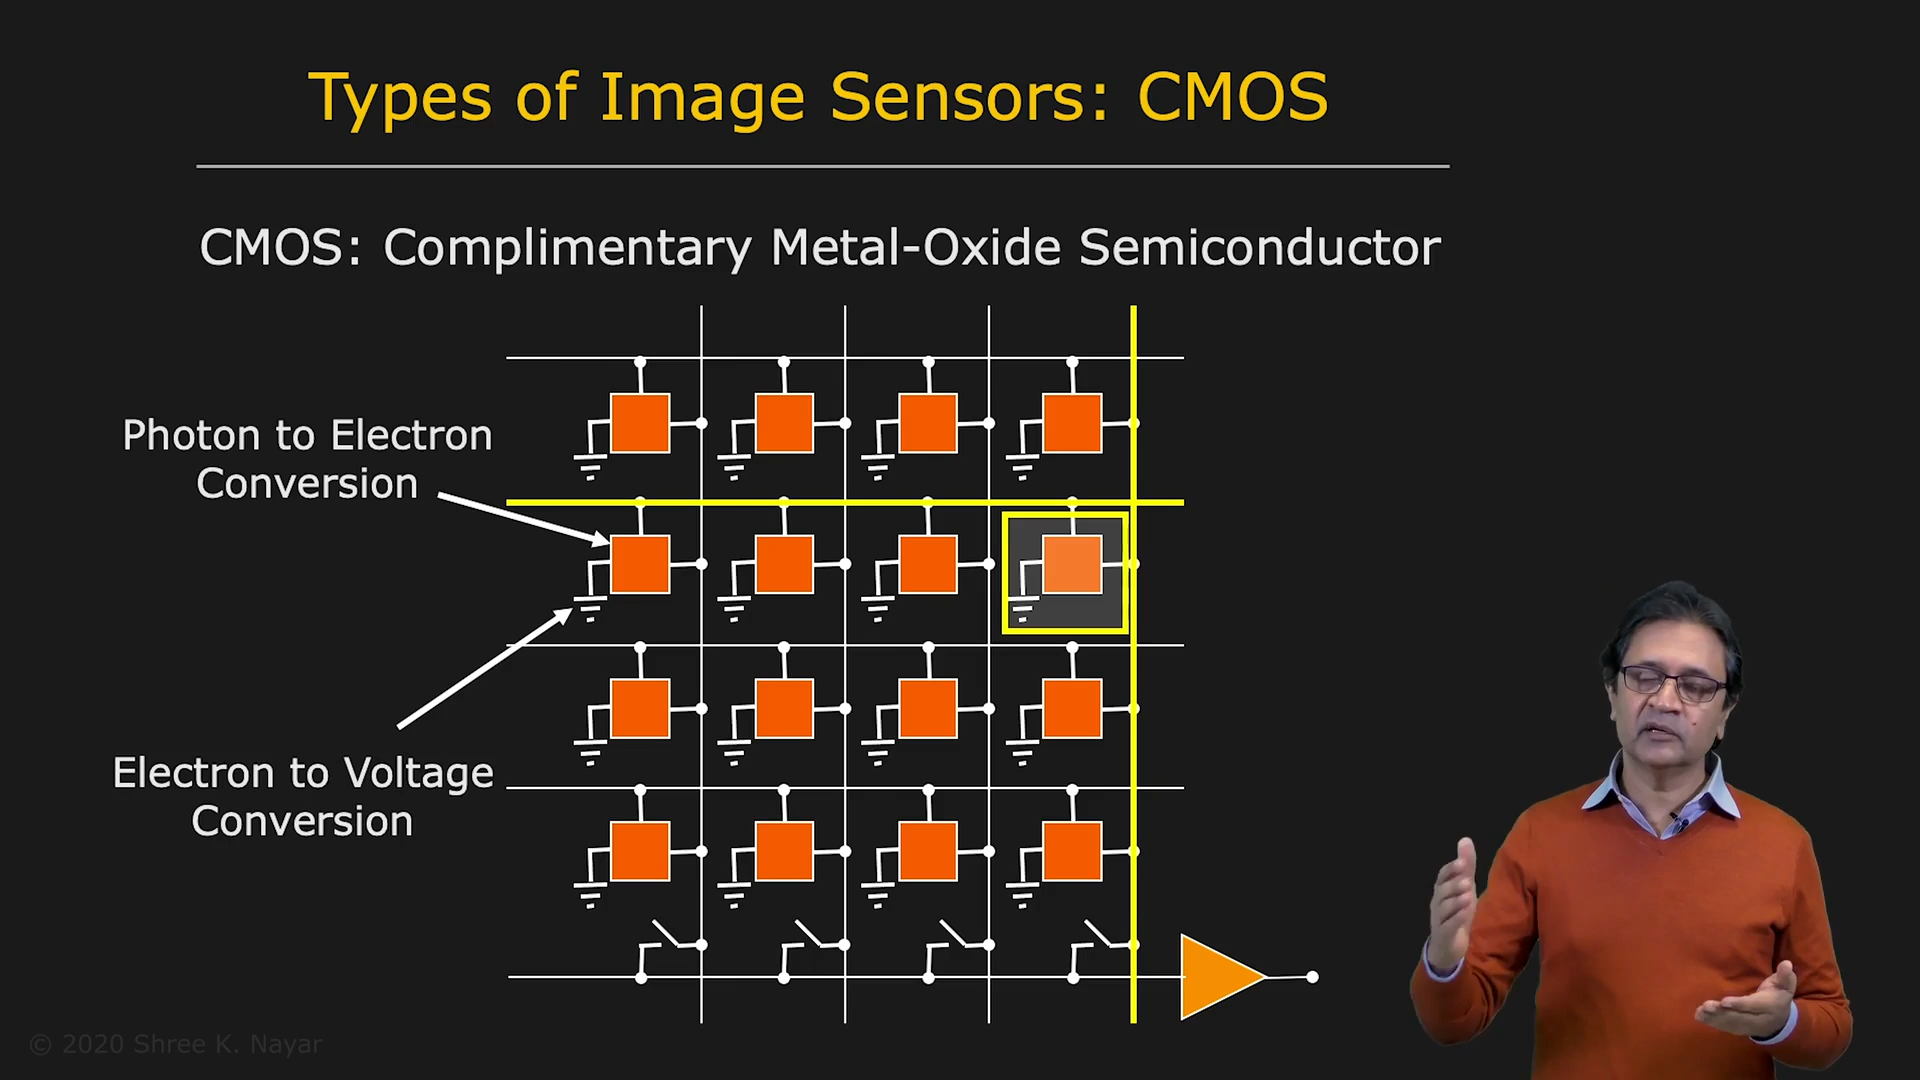 Types of Image Sensors: CMOS
CMOS: Complimentary Metal-Oxide Semiconductor
Photon to Electron
Conversion
Electron to Voltage
Conversion
© 2020 Shree K. Nayar